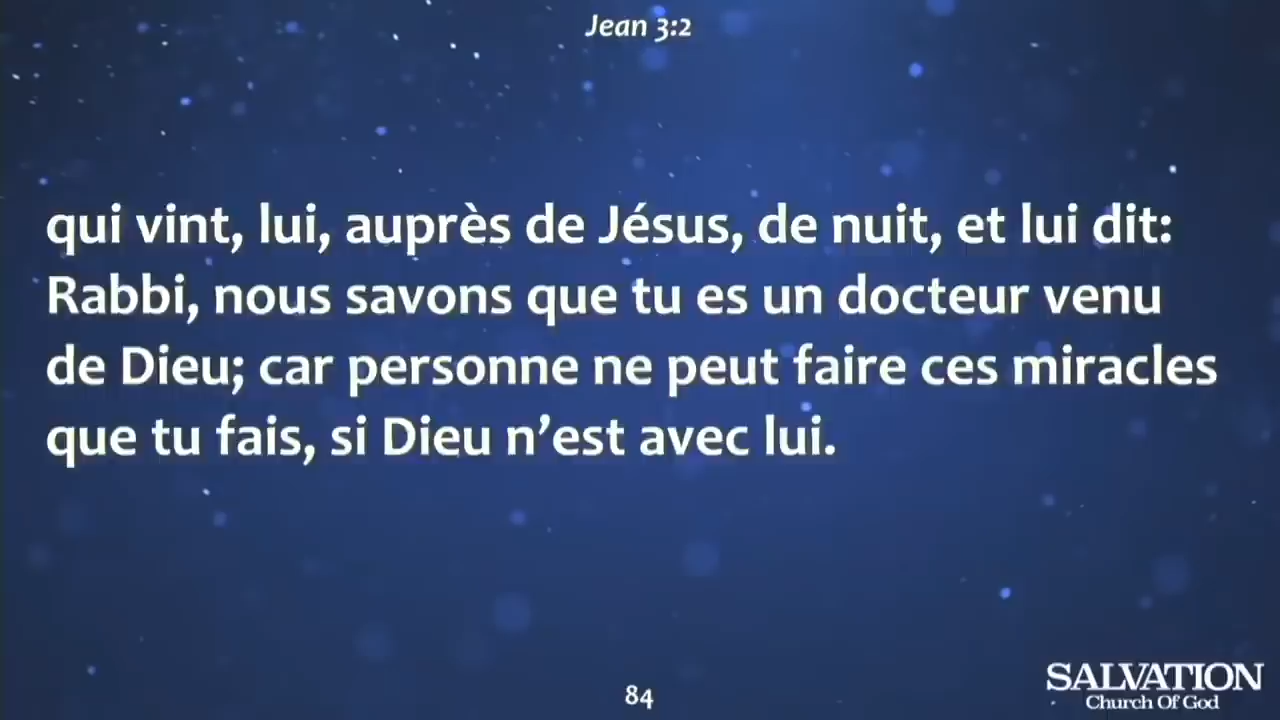 Jean 3:2
qui vint, lui, auprès de Jésus, de nuit, et lui dit:
Rabbi, nous savons que tu es un docteur venu
de Dieu; car personne ne peut faire ces miracles
que tu fais, si Dieu n’est avec lui.
84
SALVATION
Church Of God